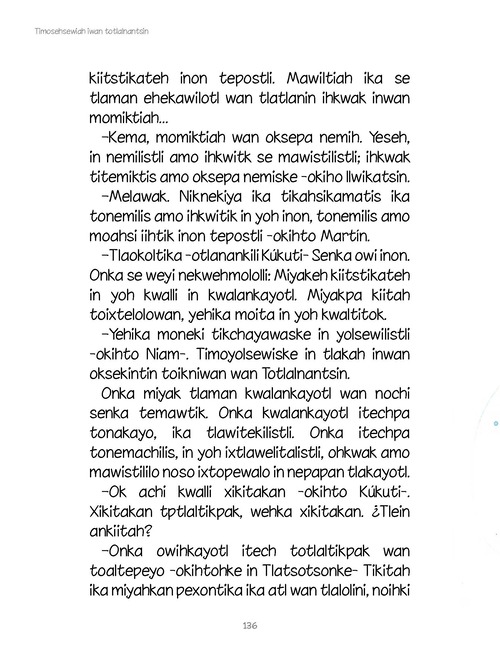 Timosehsewiah iwan totlalnantsin
kiitstikateh inon tepostli. Mawiltiah ika se
tlaman ehekawilotl wan tlatlanin ihkwak inwan
momiktiah...
–Kema, momiktiah wan oksepa nemih. Yeseh,
in nemilistli amo ihkwitk se mawistilistli; ihkwak
titemiktis amo oksepa nemiske -okiho Ilwikatsin.
–Melawak. Niknekiya ika tikahsikamatis ika
tonemilis amo ihkwitik in yoh inon, tonemilis amo
moahsi iihtik inon tepostli -okihto Martin.
–Tlaokoltika -otlanankili Kúkuti- Senka owi inon.
Onka se weyi nekwehmololli: Miyakeh kiitstikateh
in yoh kwalli in kwalankayotl. Miyakpa kiitah
toixtelolowan, yehika moita in yoh kwaltitok.
–Yehika moneki tikchayawaske in yolsewilistli
-okihto Niam-. Timoyolsewiske in tlakah inwan
oksekintin toikniwan wan Totlalnantsin.
Onka miyak tlaman kwalankayotl wan nochi
senka temawtik. Onka kwalankayotl itechpa
tonakayo, ika tlawitekilistli. Onka itechpa
tonemachilis, in yoh ixtlawelitalistli, ohkwak amo
mawistililo noso ixtopewalo in nepapan tlakayotl.
–Ok achi kwalli xikitakan -okihto Kúkuti-.
Xikitakan tptlaltikpak, wehka xikitakan. ¿Tlein
ankiitah?
–Onka owihkayotl itech totlaltikpak wan
toaltepeyo -okihtohke in Tlatsotsonke- Tikitah
ika miyahkan pexontika ika atl wan tlalolini, noihki
136